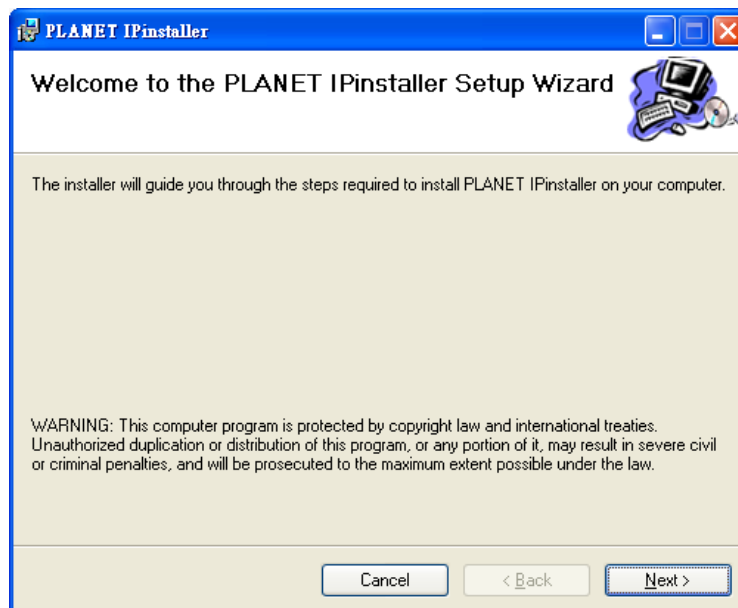 PLANET IPinstaller
Welcome to the PLANET IPinstaller Setup Wizard
The installer will guide you through the steps required to install PLANET IPinstaller on your computer.
WARNING: This computer program is protected by copyright law and international treaties.
Unauthorized duplication or distribution of this program, or any portion of it, may result in severe civil
or criminal penalties, and will be prosecuted to the maximum extent possible under the law.
Cancel < Back Next >